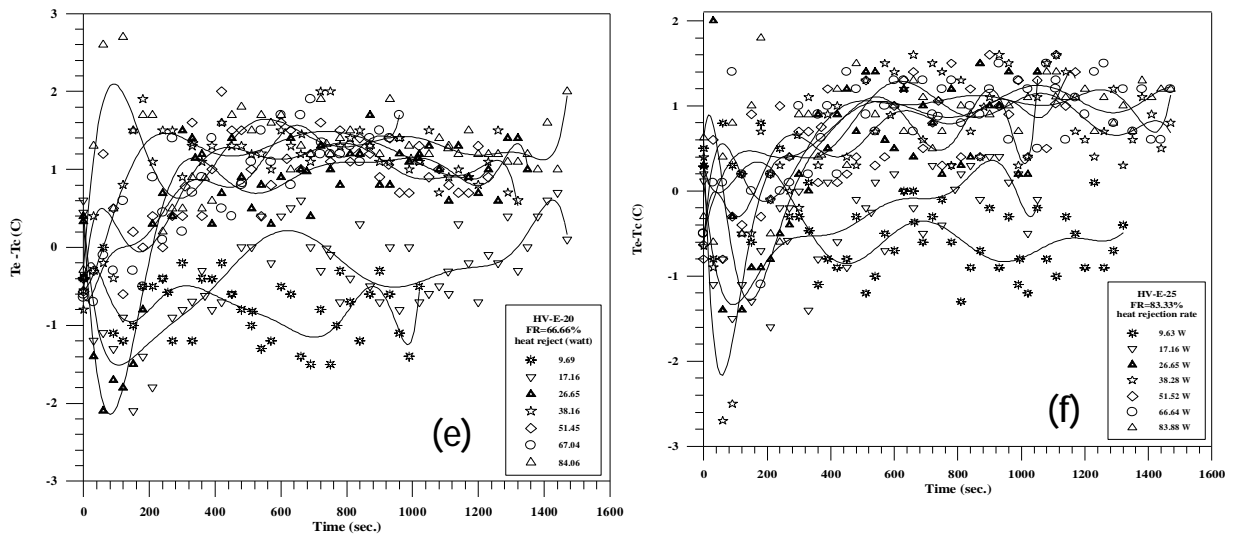 3
2
1
0
-1
-2
-3
Te -Tc (C)
0
200
400
600
800
1000
1200
1400
1600
Time (sec.)
HV-E-20
FR=66.66%
heat reject (watt)
9.69
17.16
26.65
38.16
51.45
67.04
84.06
(e)
2
1
0
-1
-2
-3
Te-Tc (C)
0
200
400
600
800
1000
1200
1400
1600
Time (sec.)
HV-E-25
FR=83.33%
heat rejection rate
9.63 W
17.16 W
26.65 W
38.28 W
51.52 W
66.64 W
83.88 W
(f)